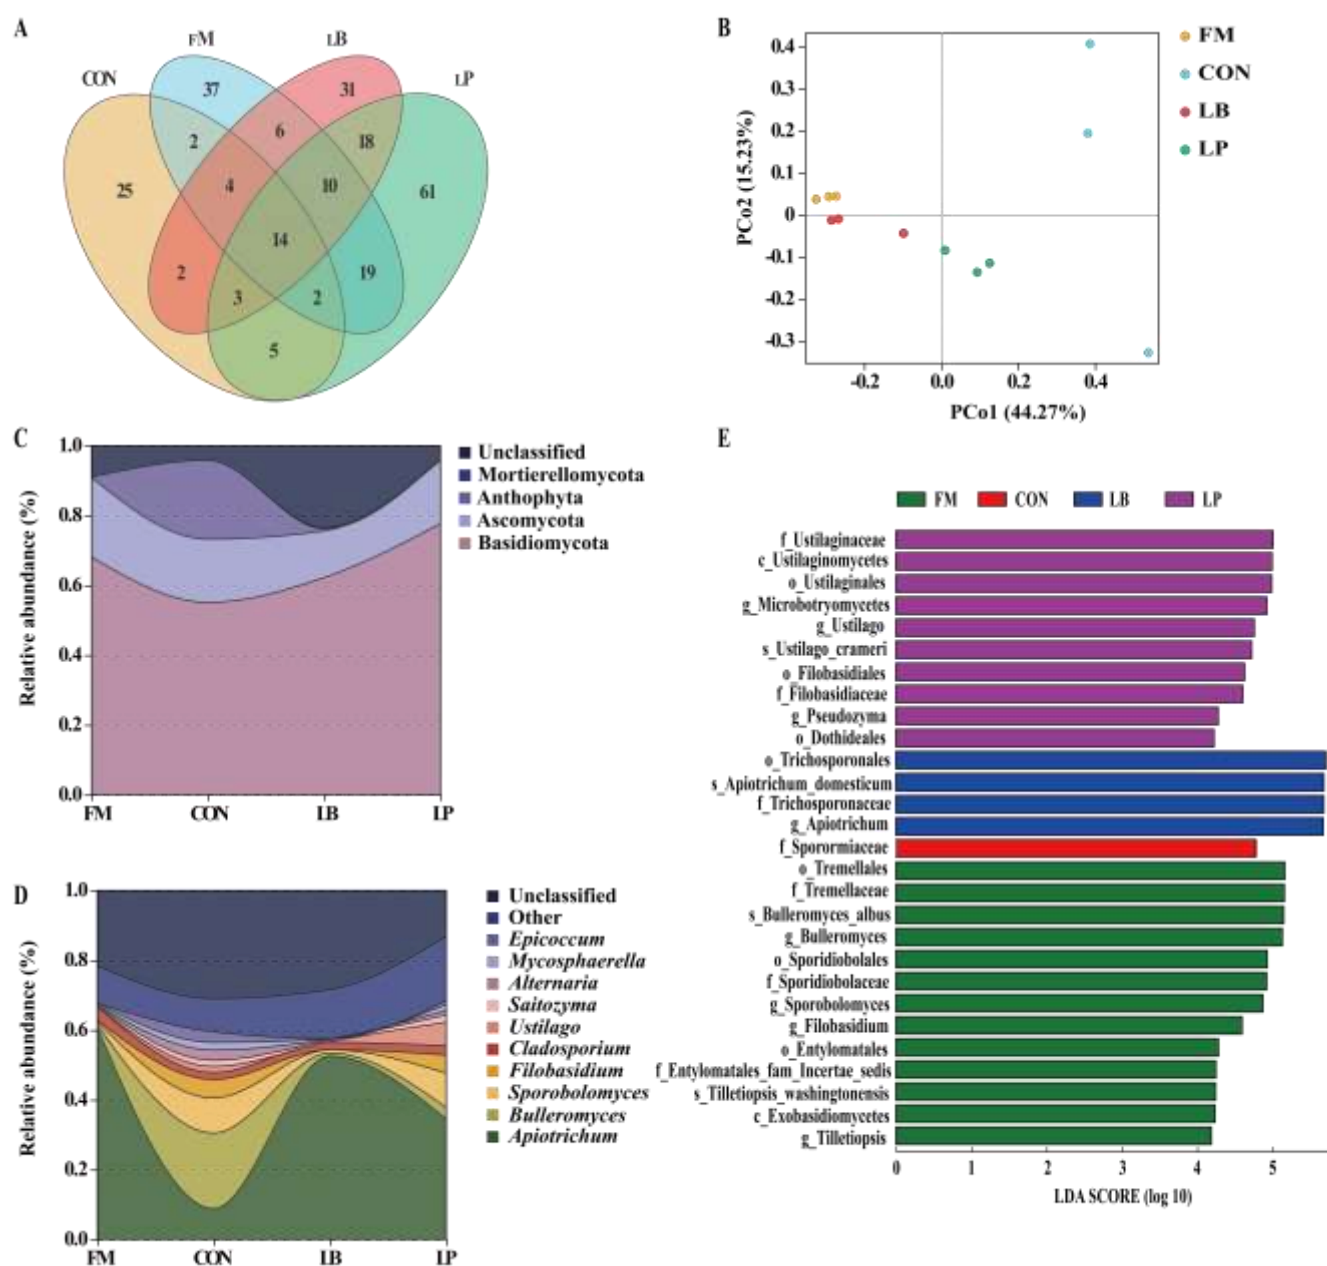 A
FM
LB
CON
LP
37
31
2
6
18
25
4
10
61
14
2
19
3
2
5
B
FM
CON
LB
LP
0.4
0.3
0.2
0.1
0
-0.1
-0.2
-0.3
PCo2 (15.23%)
-0.2
0.0
0.2
0.4
PCo1 (44.27%)
C
1.0
0.8
0.6
0.4
0.2
0.0
Relative abundance (%)
FM
CON
LB
LP
Unclassified
Mortierellomycota
Anthophyta
Ascomycota
Basidiomycota
D
1.0
0.8
0.6
0.4
0.2
0.0
Relative abundance (%)
FM
CON
LB
LP
Unclassified
Other
Epicoccum
Mycosphaerella
Alternaria
Saitozyma
Ustilago
Cladosporium
Filobasidium
Sporobolomyces
Bulleromyces
Apiotrichum
E
FM
CON
LB
LP
f_Ustilaginaceae
c_Ustilaginomycetes
o_Ustilaginales
g_Microbotryomycetes
g_Ustilago
s_Ustilago_crameri
o_Filobasidiales
f_Filobasidiaceae
g_Pseudozyma
o_Dothideales
o_Trichosporonales
s_Apiotrichum_domesticum
f_Trichosporonaceae
g_Apiotrichum
f_Sporormiaceae
o_Tremellales
f_Tremellaceae
s_Bulleromyces_albus
g_Bulleromyces
o_Sporidiobolales
f_Sporidiobolaceae
g_Sporobolomyces
g_Filobasidium
o_Entylomatales
f_Entylomatales_fam_Incertae_sedis
s_Tilletiopsis_washingtonensis
c_Exobasidiomycetes
g_Tilletiopsis
0
1
2
3
4
5
LDA SCORE (log 10)